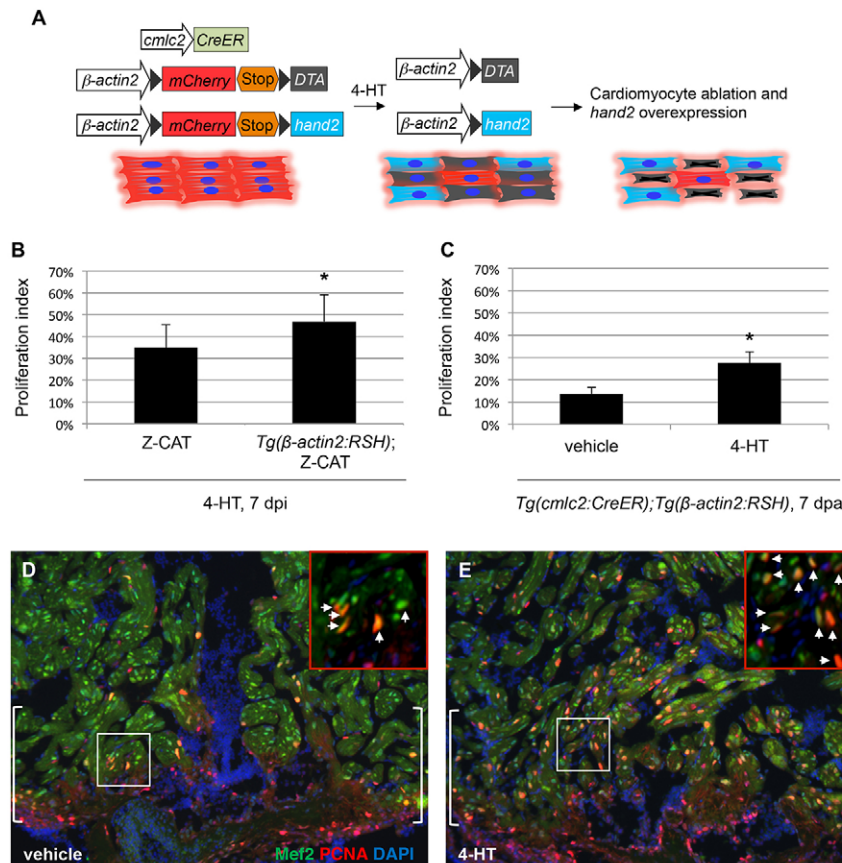 A
cmlc2 CreER
β-actin2 mCherry Stop DTA
β-actin2 mCherry Stop hand2
4-HT
β-actin2 DTA
β-actin2 hand2
Cardiomyocyte ablation and
hand2 overexpression
B
Proliferation index
70%
60%
50%
40%
30%
20%
10%
0%
*
Z-CAT
Tg(β-actin2:RSH);
Z-CAT
4-HT, 7 dpi
C
Proliferation index
70%
60%
50%
40%
30%
20%
10%
0%
*
vehicle
4-HT
Tg(cmlc2:CreER);Tg(β-actin2:RSH), 7 dpa
D
vehicle
Mef2 PCNA DAPI
E
4-HT